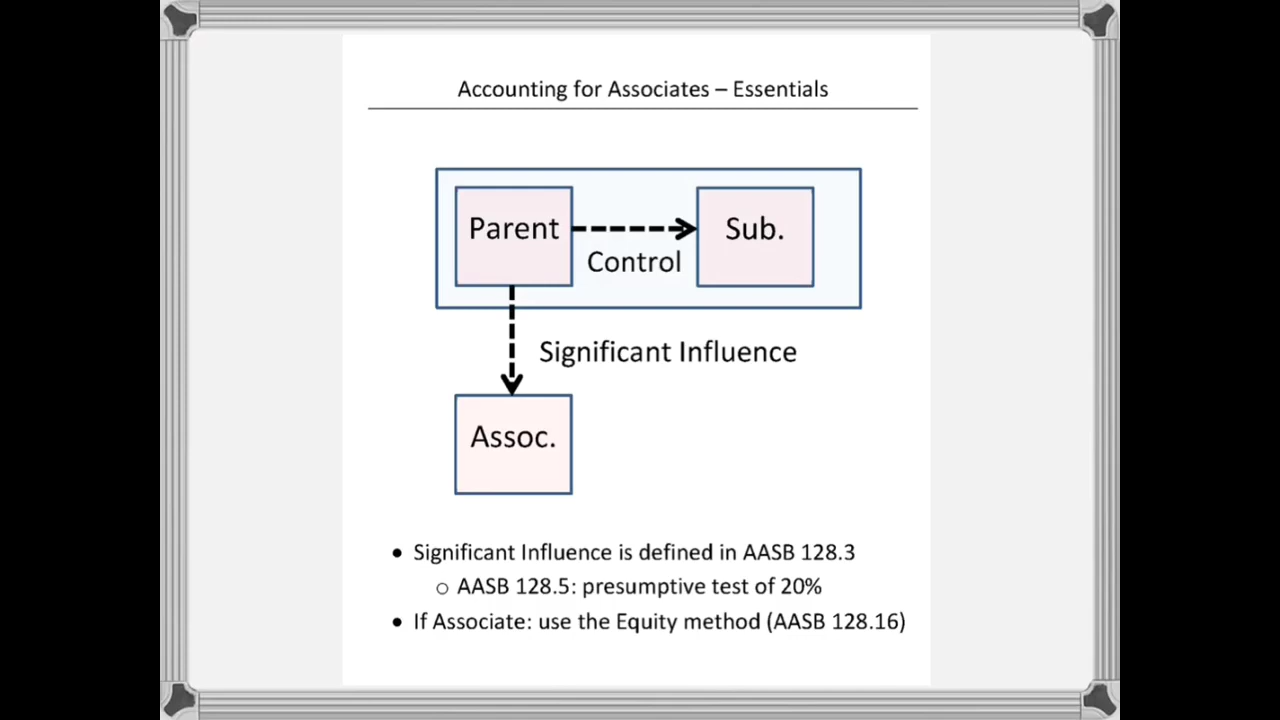 Accounting for Associates – Essentials
Parent
Sub.
Control
Significant Influence
Assoc.
• Significant Influence is defined in AASB 128.3
o AASB 128.5: presumptive test of 20%
• If Associate: use the Equity method (AASB 128.16)